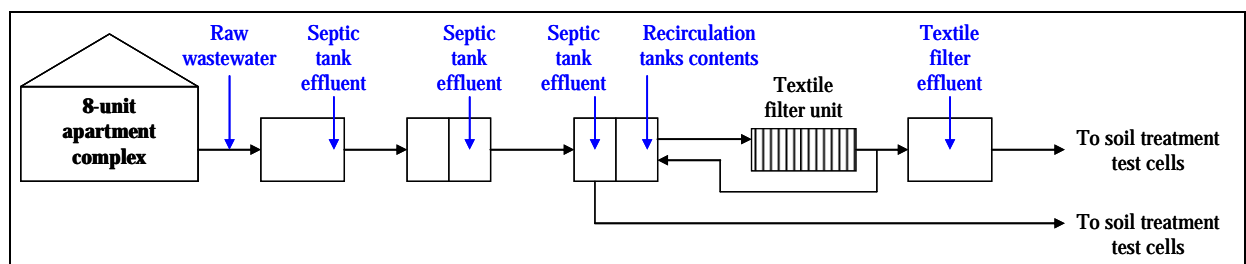 Raw
wastewater
Septic
tank
effluent
Septic
tank
effluent
Septic
tank
effluent
Recirculation
tanks contents
Textile
filter
effluent
Textile
filter unit
8-unit
apartment
complex
To soil treatment
test cells
To soil treatment
test cells